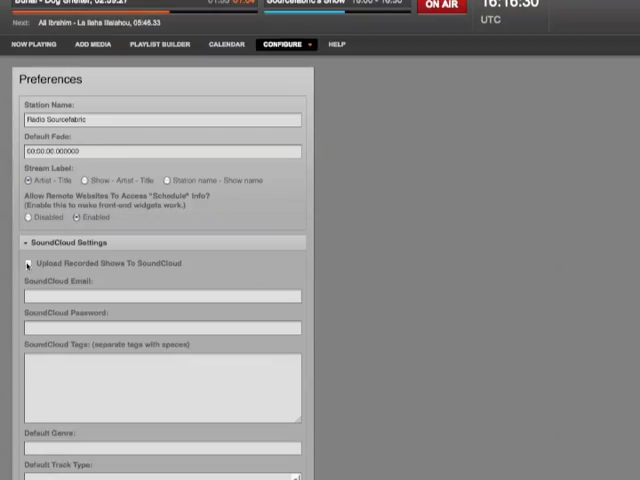 Burial - Dog Shelter, 02:59.27
Sourcefabric's Show
ON AIR
16:16:30
UTC
Next: Ali Ibrahim - La Ilaha Illalahou, 05:46.33
NOW PLAYING
ADD MEDIA
PLAYLIST BUILDER
CALENDAR
CONFIGURE
HELP
Preferences
Station Name:
Radio Sourcefabric
Default Fade:
00:00:00.000000
Stream Label:
Artist - Title
Show - Artist - Title
Station name - Show name
Allow Remote Websites To Access "Schedule" Info?
(Enable this to make front-end widgets work.)
Disabled
Enabled
SoundCloud Settings
Upload Recorded Shows To SoundCloud
SoundCloud Email:
SoundCloud Password:
SoundCloud Tags: (separate tags with spaces)
Default Genre:
Default Track Type: